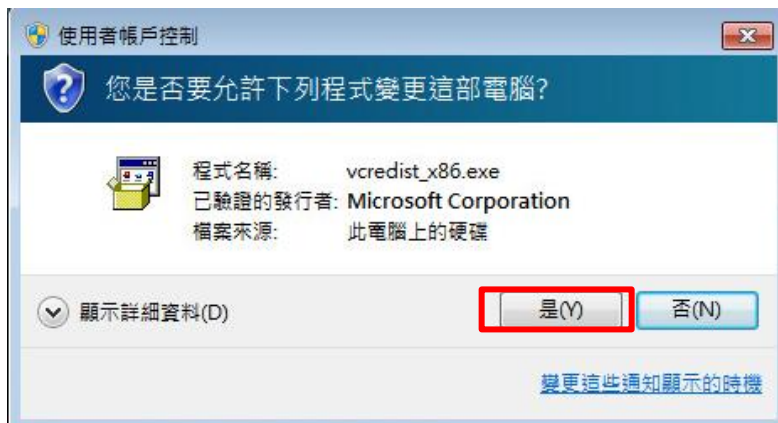 使用者帳戶控制
您是否要允許下列程式變更這部電腦?
程式名稱: vcredist_x86.exe
已驗證的發行者: Microsoft Corporation
檔案來源: 此電腦上的硬碟
顯示詳細資料(D)
是(Y) 否(N)
變更這些通知顯示的時機